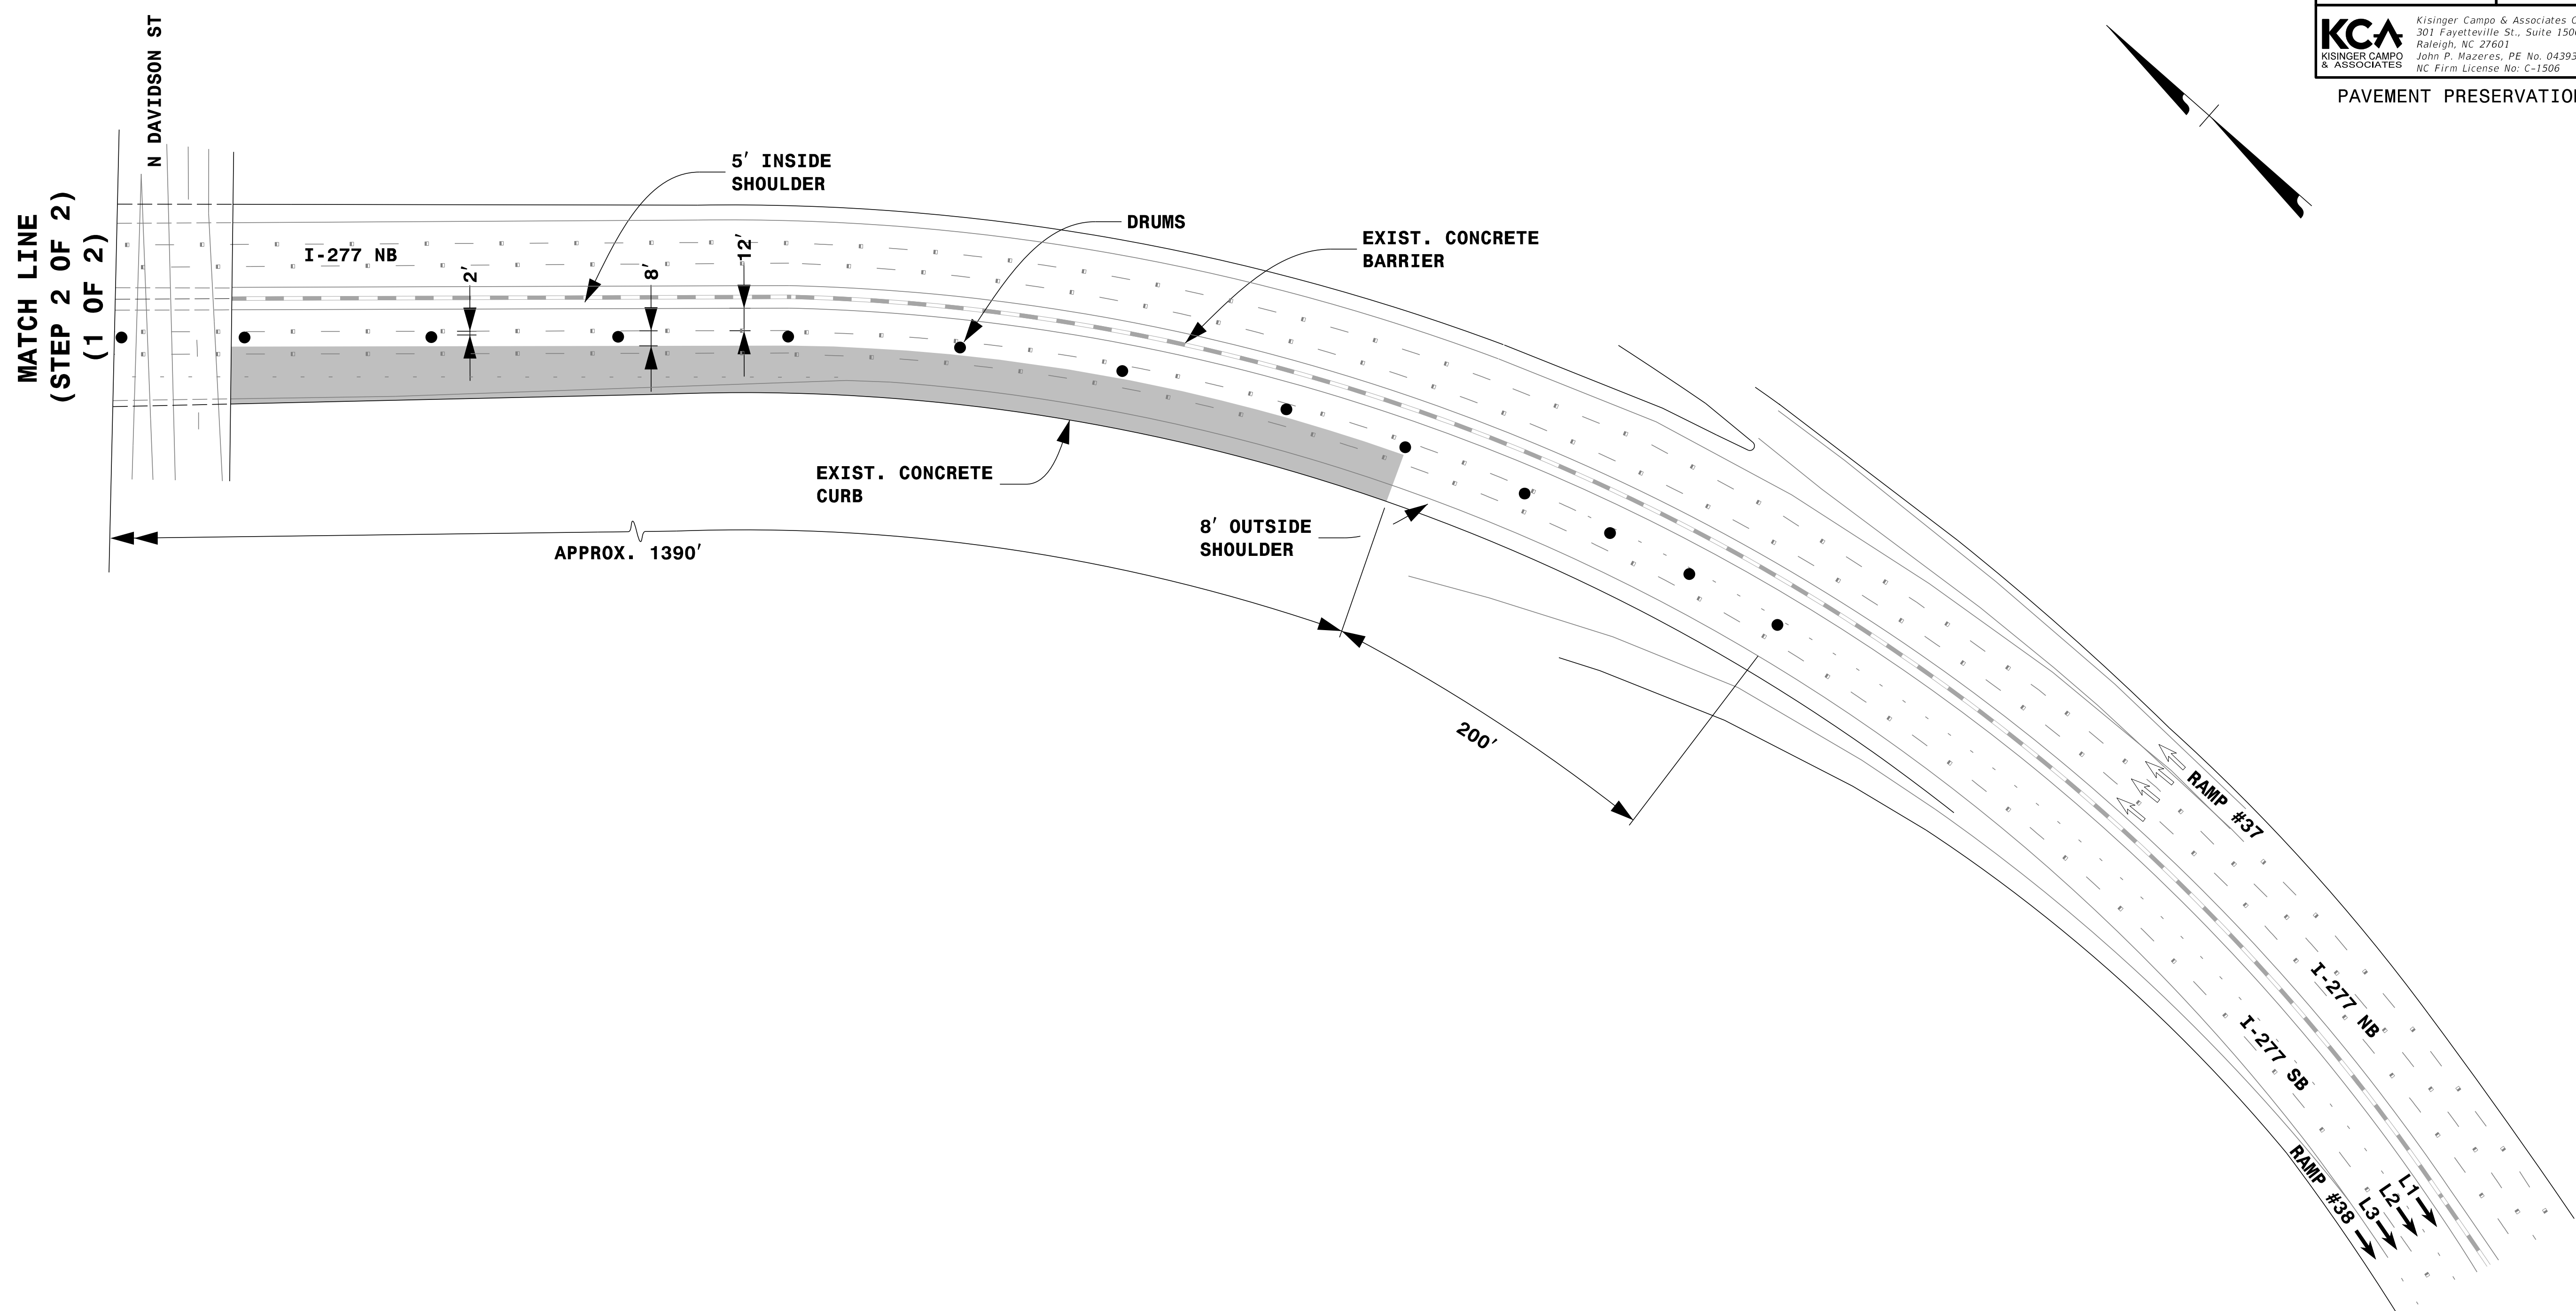 N DAVIDSON ST
MATCH LINE
(STEP 2 OF 2)
(1 OF 2)
KCA
KISINGER CAMPO
& ASSOCIATES
Kisinger Campo & Associates
301 Fayetteville St., Suite
Raleigh, NC 27601
John P. Mazeres, PE No.
NC Firm License No: C-1506
PAVEMENT
5' INSIDE
SHOULDER
DRUMS
EXIST. CONCRETE
BARRIER
I-277 NB
2'
8'
12'
EXIST. CONCRETE
CURB
8' OUTSIDE
SHOULDER
APPROX. 1390'
200'
RAMP #37
I-277 NB
I-277 SB
RAMP #38
L3
L2
L1